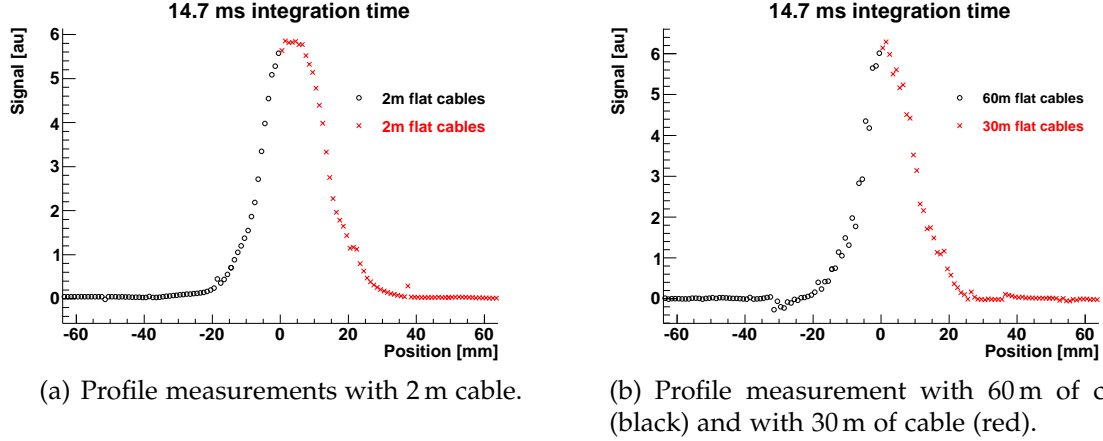 14.7 ms integration time
Signal [au]
6
5
4
3
2
1
0
2m flat cables
2m flat cables
-60 -40 -20 0 20 40 60
Position [mm]
(a) Profile measurements with 2 m cable.
14.7 ms integration time
Signal [au]
6
5
4
3
2
1
0
60m flat cables
30m flat cables
-60 -40 -20 0 20 40 60
Position [mm]
(b) Profile measurement with 60 m of c
(black) and with 30 m of cable (red).